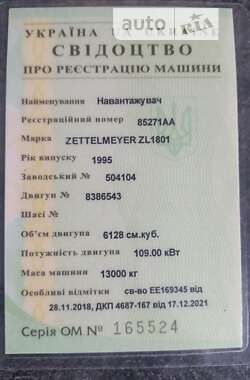 auto RIA
УКРАЇНА
СВІДОЦТВО
ПРО РЕЄСТРАЦІЮ МАШИНИ
Найменування Навантажувач
Реєстраційний номер 85271АА
Марка ZETTELMEYER ZL1801
Рік випуску 1995
Заводський № 504104
Двигун № 8386543
Шасі №
Об'єм двигуна 6128 см.куб.
Потужність двигуна 109.00 кВт
Маса машини 13000 кг
Особливі відмітки св-во ЕЕ169345 від
28.11.2018, ДКП 4687-167 від 17.12.2021
Серія ОМ № 165524